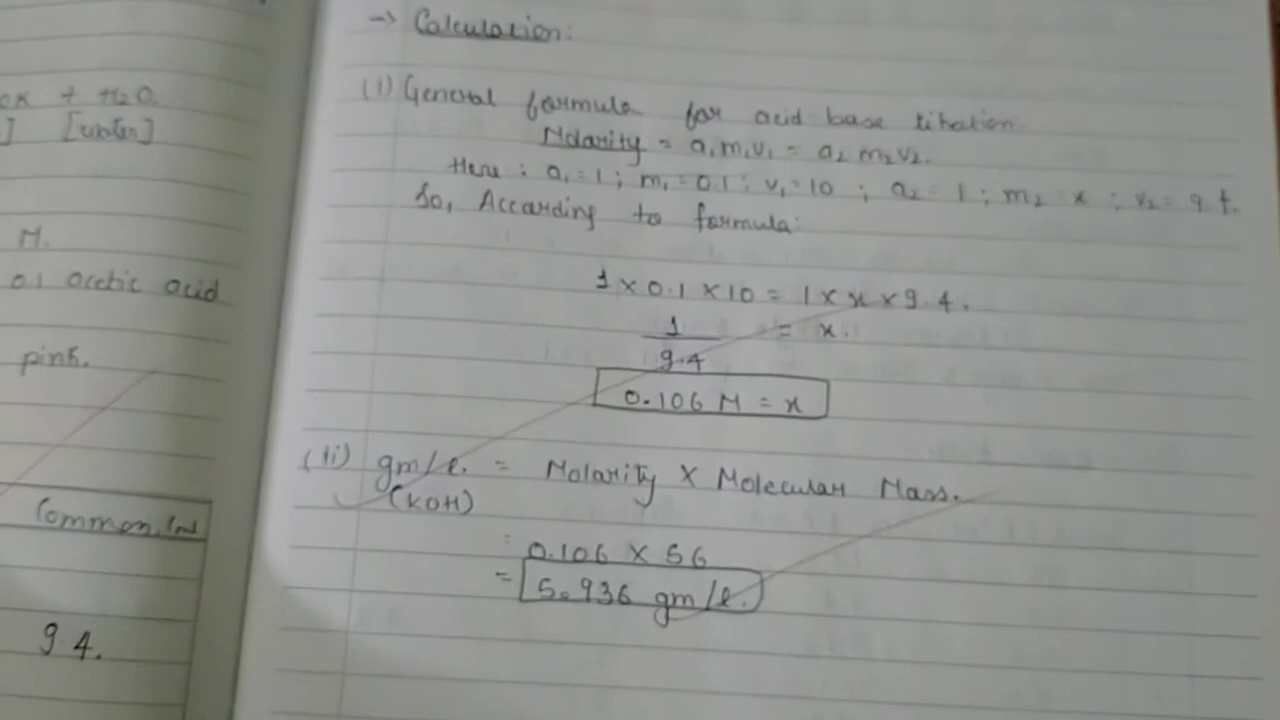 OK + H2O
] [water]
M.
0.1 acetic acid
pink.
Common
9.4.
→ Calculation:
(i) General formula for acid base titration
Molarity = a1m1v1 = a2m2v2.
Here : a1=1 ; m1=0.1 ; v1=10 ; a2=1 ; m2=x ; v2=9.4.
So, According to formula:
1 × 0.1 × 10 = 1 × x × 9.4.
1/9.4 = x.
0.106 M = x
(ii) gm/l. = Molarity × Molecular Mass.
(KOH)
= 0.106 × 56
= 5.936 gm/l.